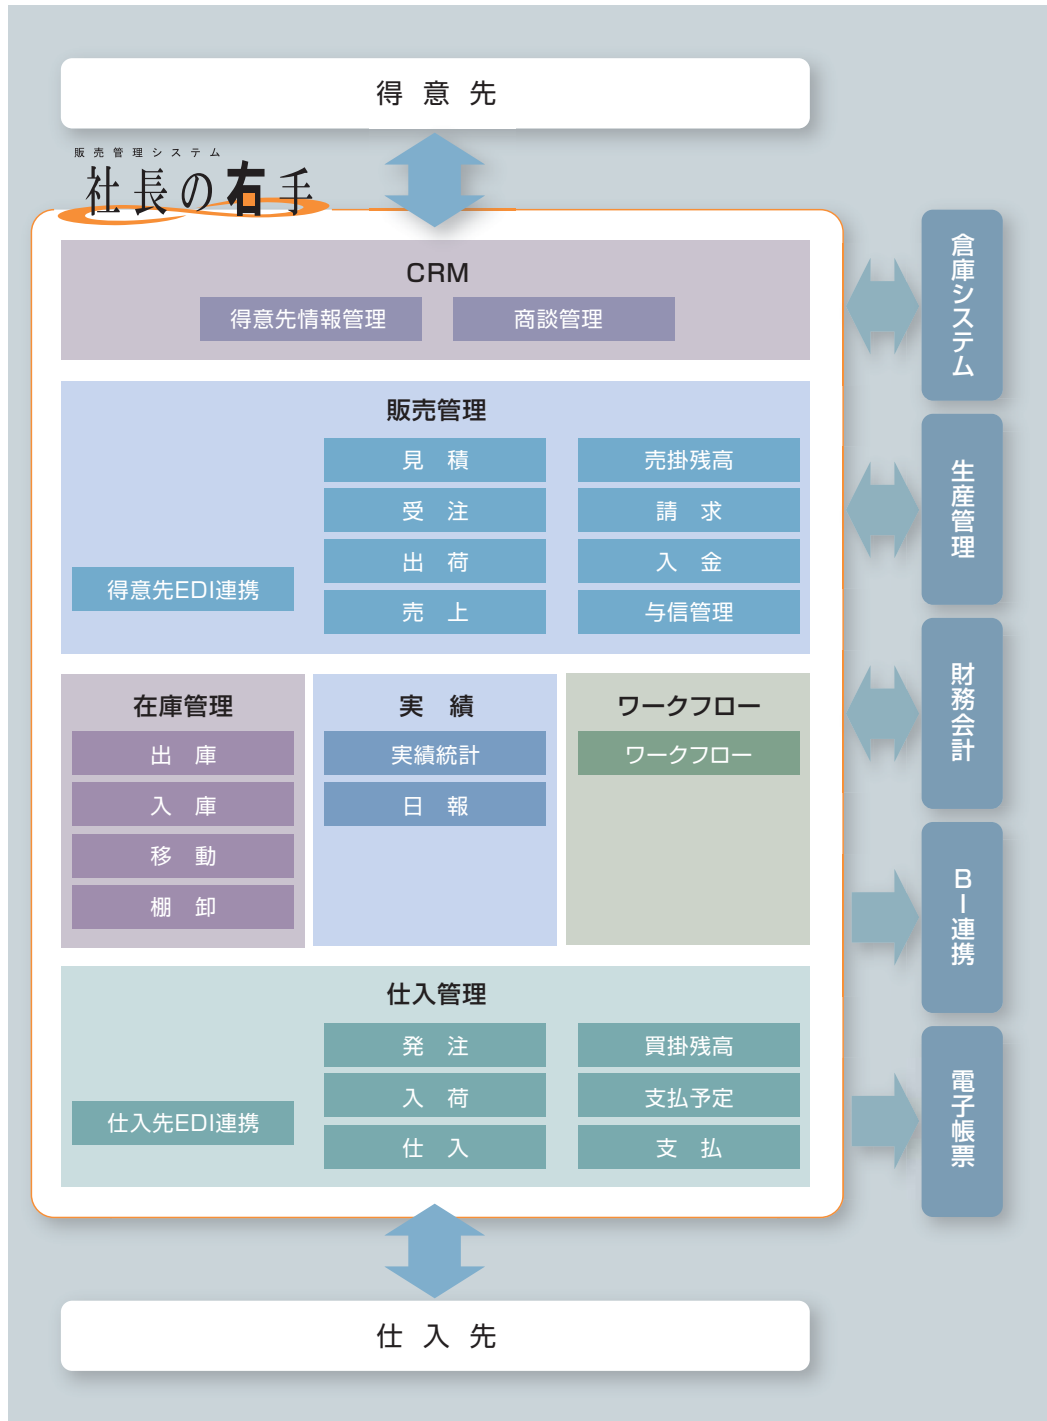 得意先
販売管理システム
社長の右手
CRM
得意先情報管理
商談管理
販売管理
見積
売掛残高
受注
請求
出荷
入金
得意先EDI連携
売上
与信管理
在庫管理
出庫
入庫
移動
棚卸
実績
実績統計
日報
ワークフロー
ワークフロー
仕入管理
発注
買掛残高
入荷
支払予定
仕入先EDI連携
仕入
支払
仕入先
倉庫システム
生産管理
財務会計
BI連携
電子帳票